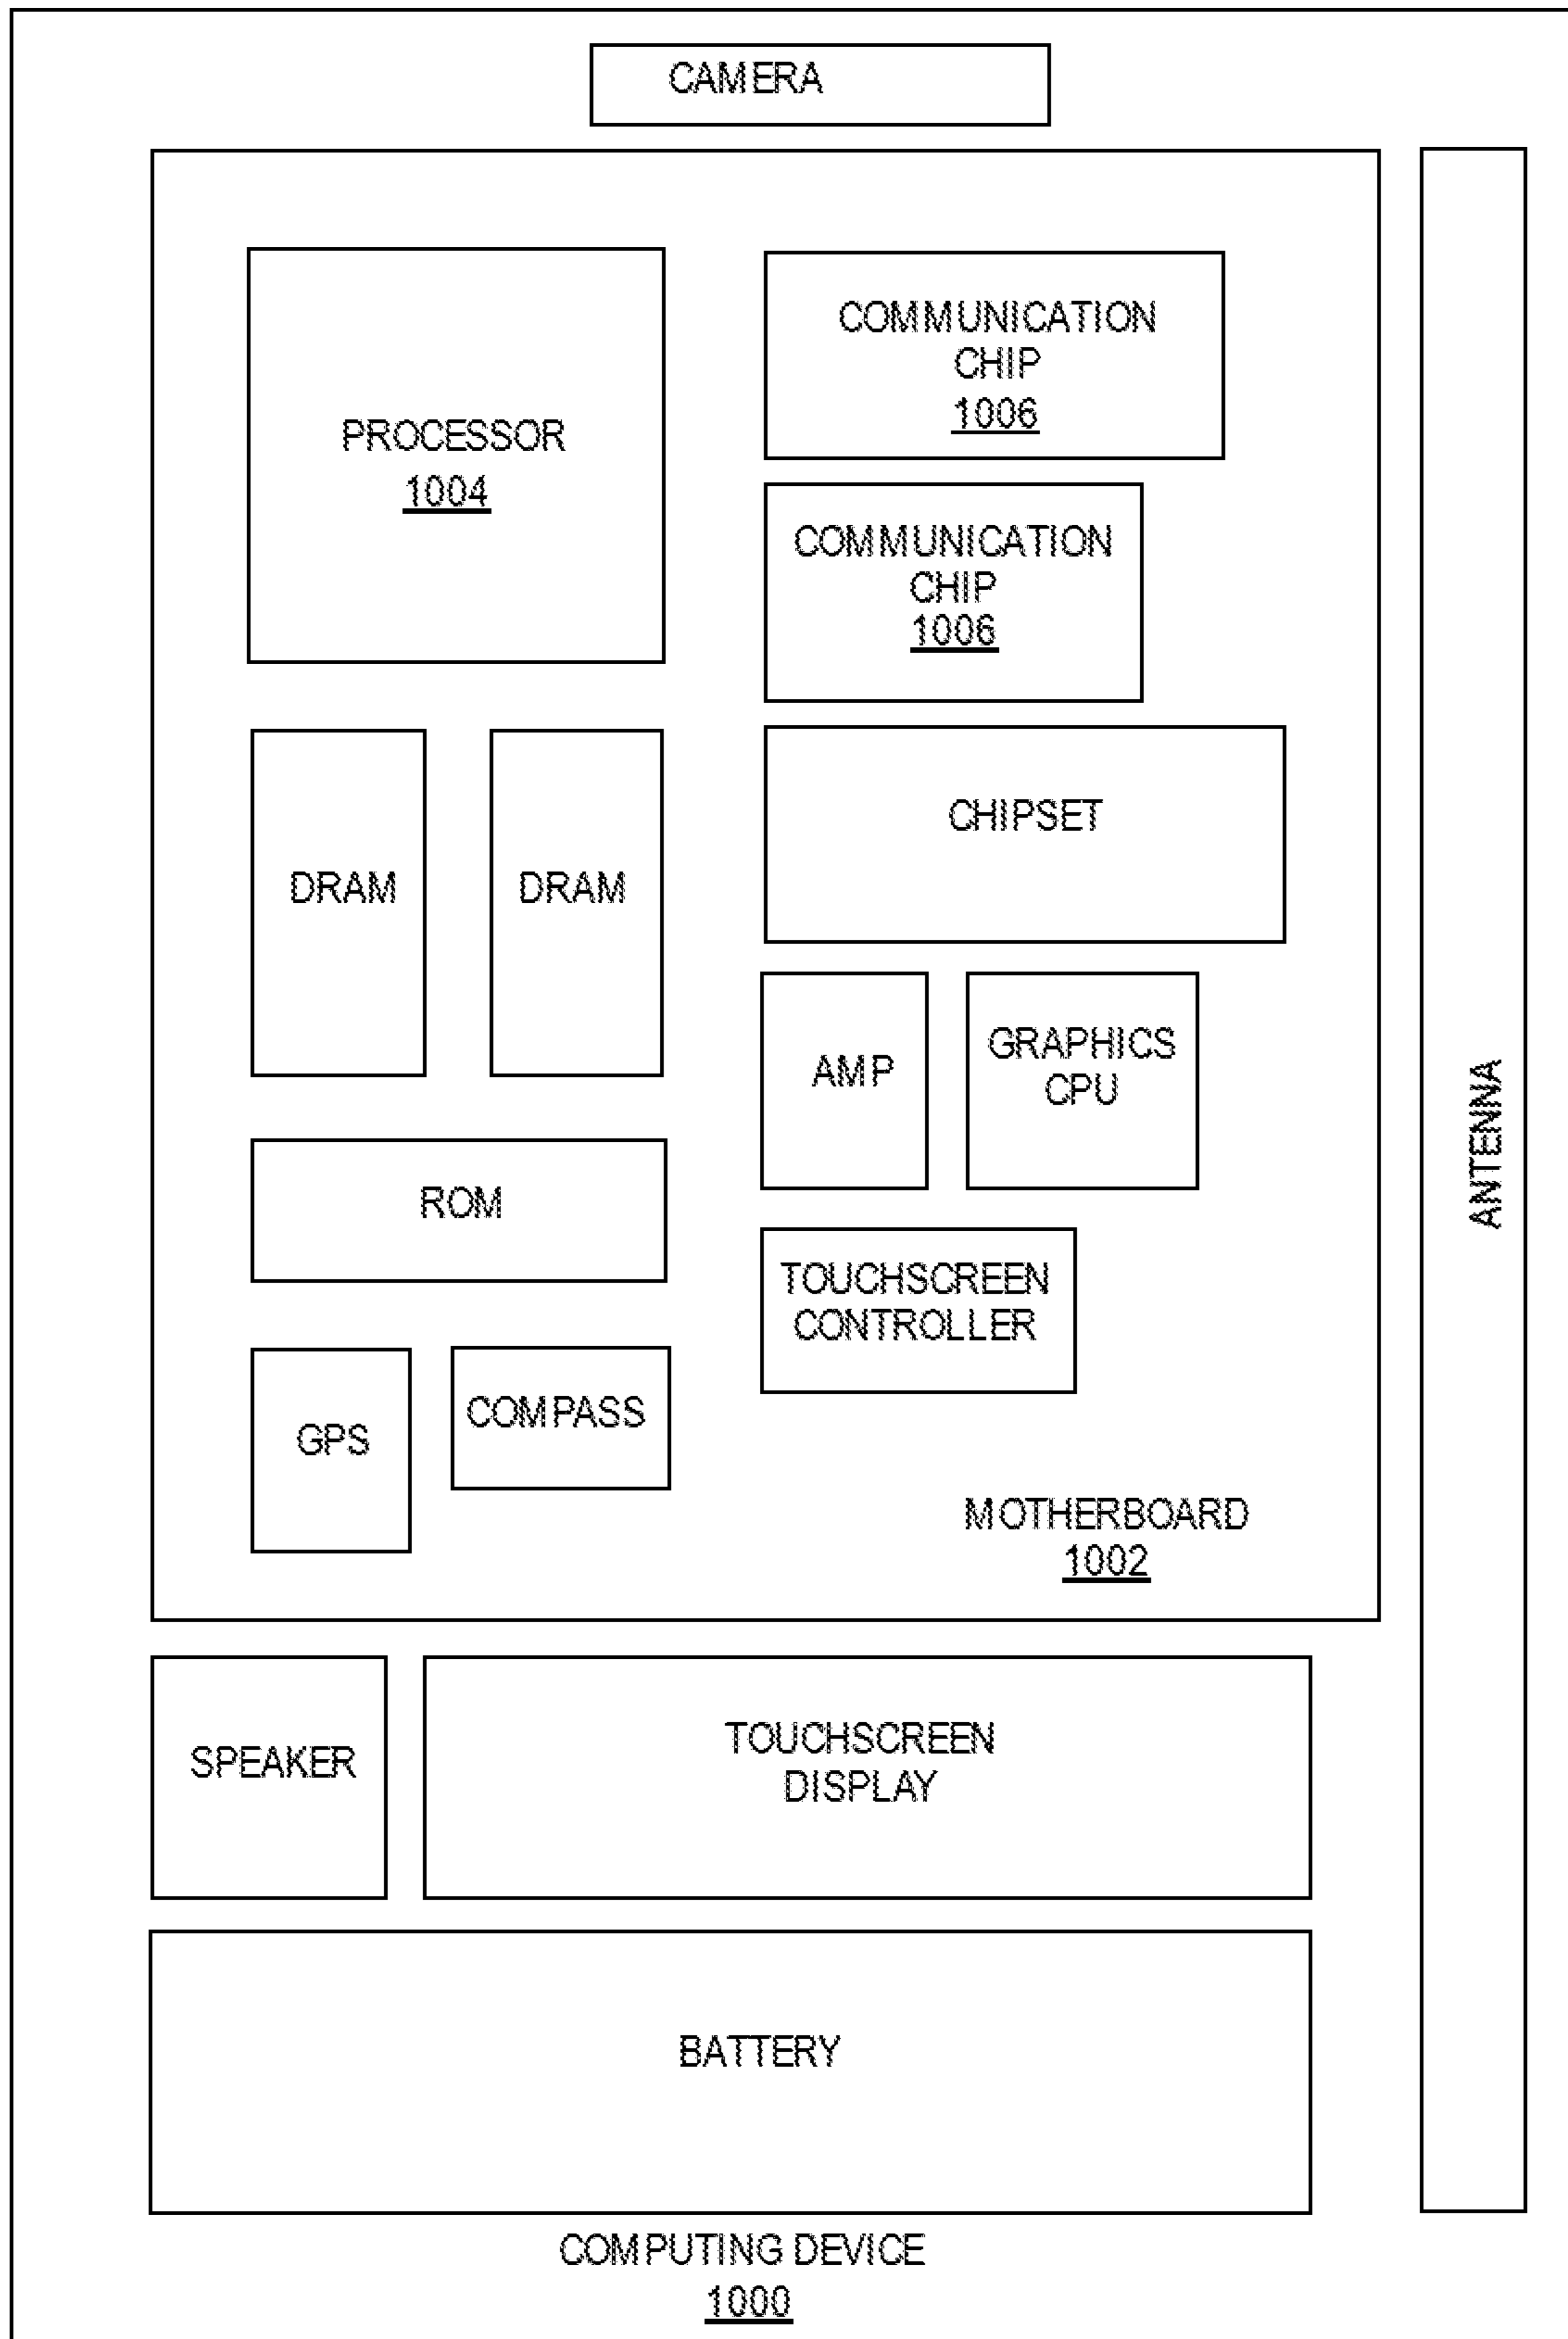 CAMERA
PROCESSOR
1004
COMMUNICATION
CHIP
1006
COMMUNICATION
CHIP
1006
DRAM
DRAM
CHIPSET
AMP
GRAPHICS
CPU
ROM
TOUCHSCREEN
CONTROLLER
GPS
COMPASS
MOTHERBOARD
1002
ANTENNA
SPEAKER
TOUCHSCREEN
DISPLAY
BATTERY
COMPUTING DEVICE
1000